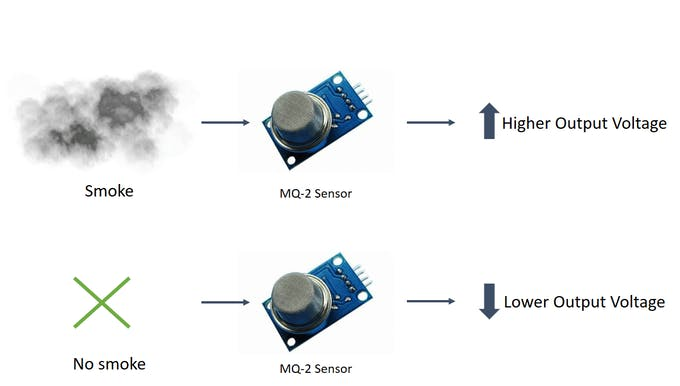 Higher Output Voltage
Smoke
MQ-2 Sensor
Lower Output Voltage
No smoke
MQ-2 Sensor